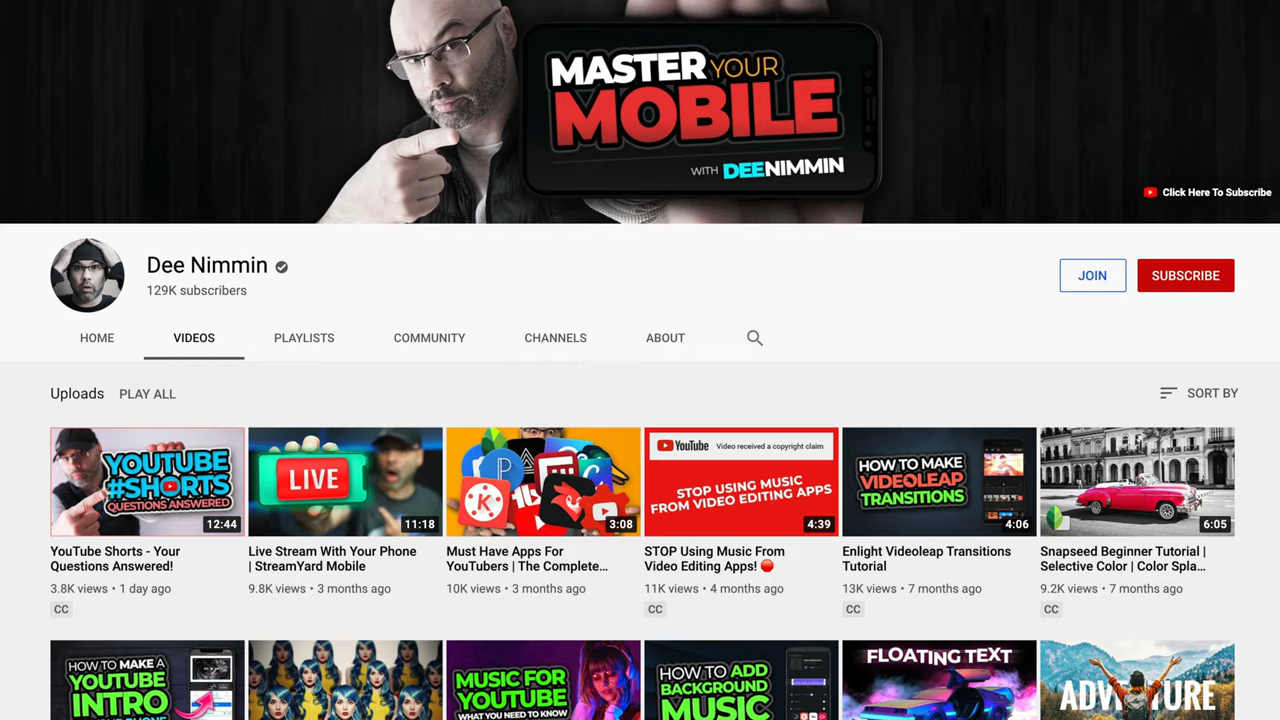 MASTER YOUR
MOBILE
WITH DEENIMMIN
Click Here To Subscribe
Dee Nimmin
129K subscribers
JOIN
SUBSCRIBE
HOME
VIDEOS
PLAYLISTS
COMMUNITY
CHANNELS
ABOUT
Uploads
PLAY ALL
SORT BY
YOUTUBE
#SHORTS
QUESTIONS ANSWERED
12:44
YouTube Shorts - Your
Questions Answered!
3.8K views • 1 day ago
CC
LIVE
11:18
Live Stream With Your Phone
| StreamYard Mobile
9.8K views • 3 months ago
3:08
Must Have Apps For
YouTubers | The Complete...
10K views • 3 months ago
YouTube Video received a copyright claim
STOP USING MUSIC
FROM VIDEO EDITING APPS
4:39
STOP Using Music From
Video Editing Apps!
11K views • 4 months ago
CC
HOW TO MAKE
VIDEOLEAP
TRANSITIONS
4:06
Enlight Videoleap Transitions
Tutorial
13K views • 7 months ago
CC
6:05
Snapseed Beginner Tutorial |
Selective Color | Color Spla...
9.2K views • 7 months ago
CC
HOW TO MAKE A
YOUTUBE
INTRO
MUSIC FOR
YOUTUBE
WHAT YOU NEED TO KNOW
HOW TO ADD
BACKGROUND
MUSIC
FLOATING TEXT
ADVENTURE